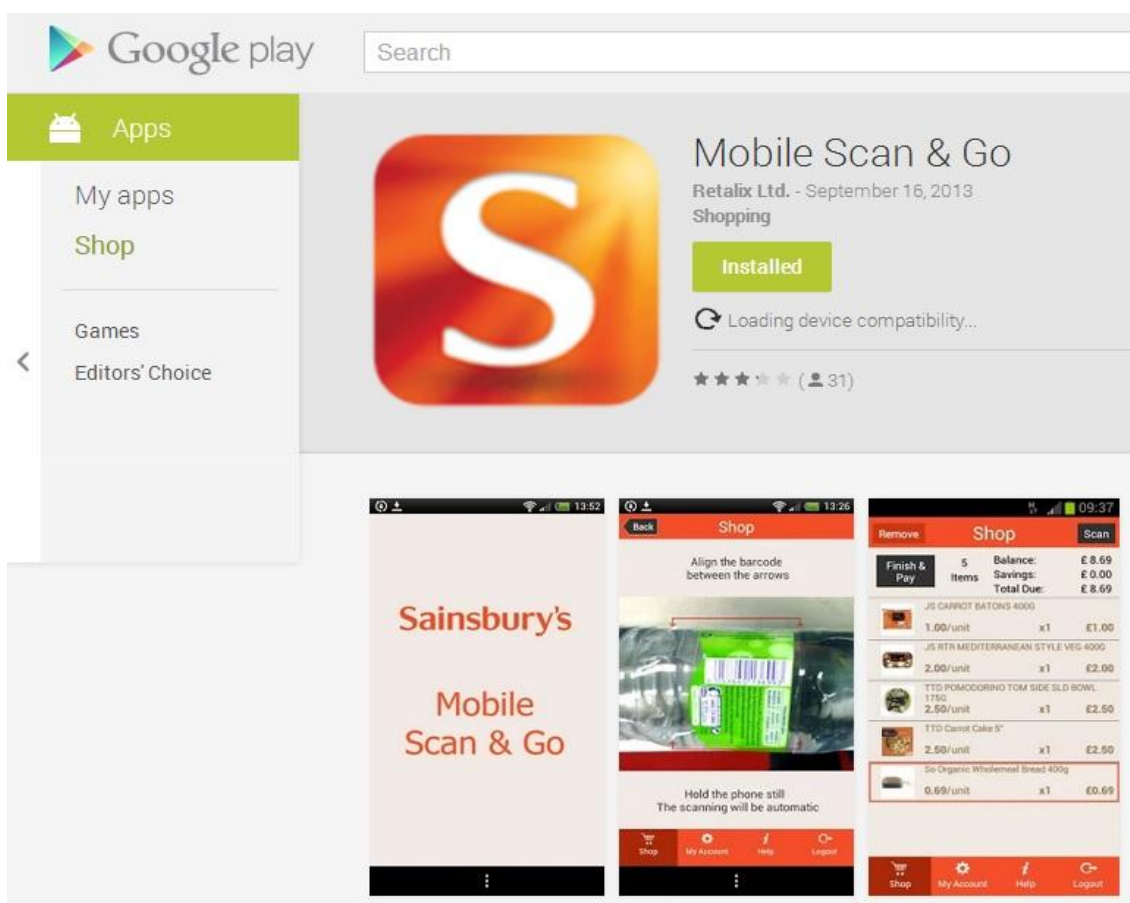 Google play
Search
Apps
My apps
Shop
Games
Editors' Choice
S
Mobile Scan & Go
Retalix Ltd. - September 16, 2013
Shopping
Installed
Loading device compatibility...
(31)
13:52
Sainsbury's
Mobile
Scan & Go
13:26
Back
Shop
Align the barcode
between the arrows
Hold the phone still
The scanning will be automatic
Shop My Account Help Logout
09:37
Remove Shop Scan
Finish & Pay
5 Items
Balance: £ 8.69
Savings: £ 0.00
Total Due: £ 8.69
JS CARROT BATONS 400G
1.00/unit x1 £1.00
JS RTR MEDITERRANEAN STYLE VEG 400G
2.00/unit x1 £2.00
TTD POMODORINO TOM SIDE SLD BOWL
175G
2.50/unit x1 £2.50
TTD Carrot Cake 5"
2.50/unit x1 £2.50
So Organic Wholemeal Bread 400g
0.69/unit x1 £0.69
Shop My Account Help Logout